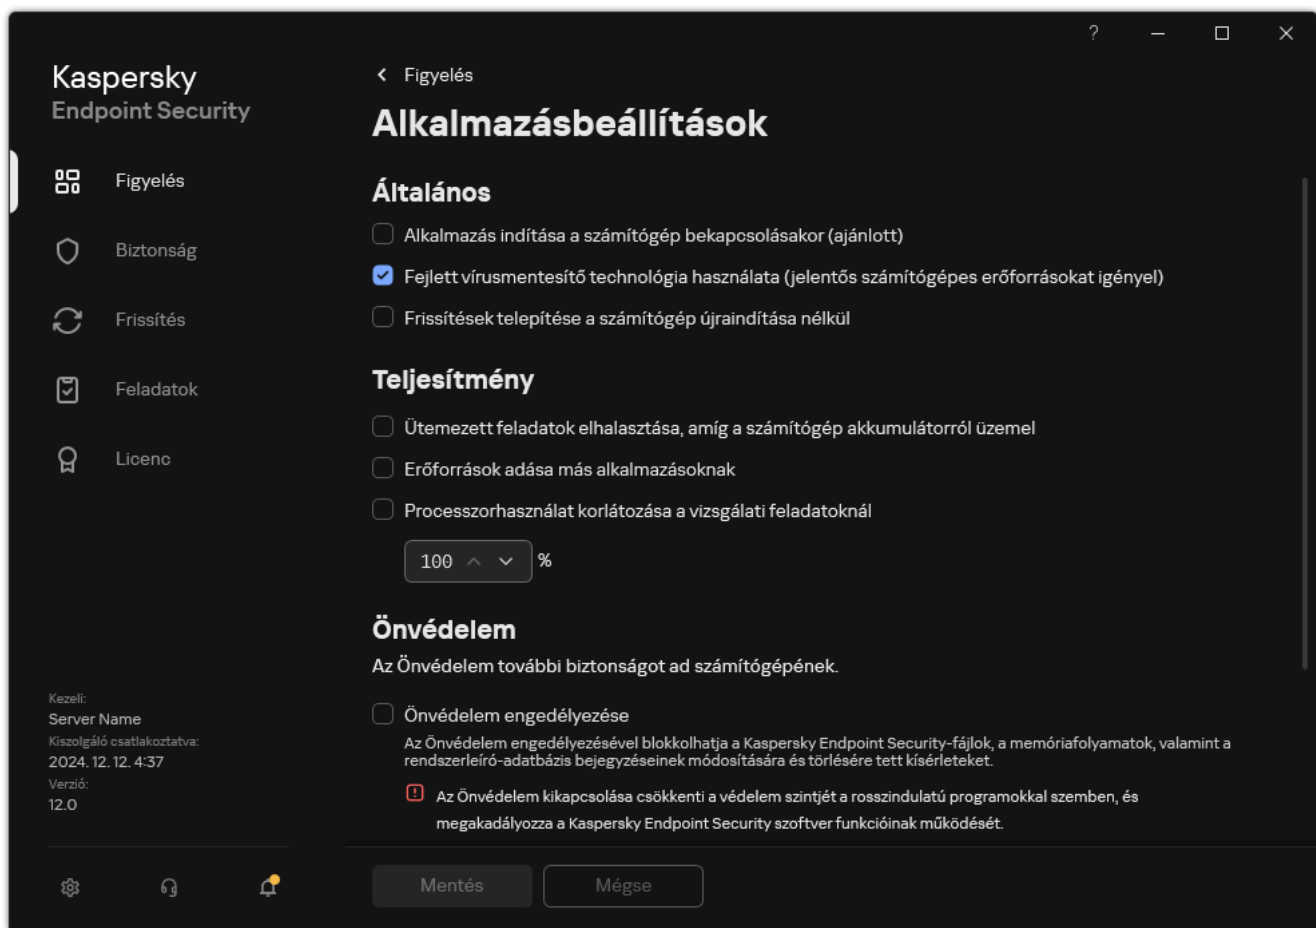 ?
Kaspersky
Endpoint Security
Figyelés
Biztonság
Frissítés
Feladatok
Licenc
Kezeli:
Server Name
Kiszolgáló csatlakoztatva:
2024. 12. 12. 4:37
Verzió:
12.0
Figyelés
Alkalmazásbeállítások
Általános
Alkalmazás indítása a számítógép bekapcsolásakor (ajánlott)
Fejlett vírusmentesítő technológia használata (jelentős számítógépes erőforrásokat igényel)
Frissítések telepítése a számítógép újraindítása nélkül
Teljesítmény
Ütemezett feladatok elhalasztása, amíg a számítógép akkumulátorról üzemel
Erőforrások adása más alkalmazásoknak
Processzorhasználat korlátozása a vizsgálati feladatoknál
100 %
Önvédelem
Az Önvédelem további biztonságot ad számítógépének.
Önvédelem engedélyezése
Az Önvédelem engedélyezésével blokkolhatja a Kaspersky Endpoint Security-fájlok, a memóriafolyamatok, valamint a
rendszerleíró-adatbázis bejegyzéseinek módosítására és törlésére tett kísérleteket.
Az Önvédelem kikapcsolása csökkenti a védelem szintjét a rosszindulatú programokkal szemben, és
megakadályozza a Kaspersky Endpoint Security szoftver funkcióinak működését.
Mentés
Mégse